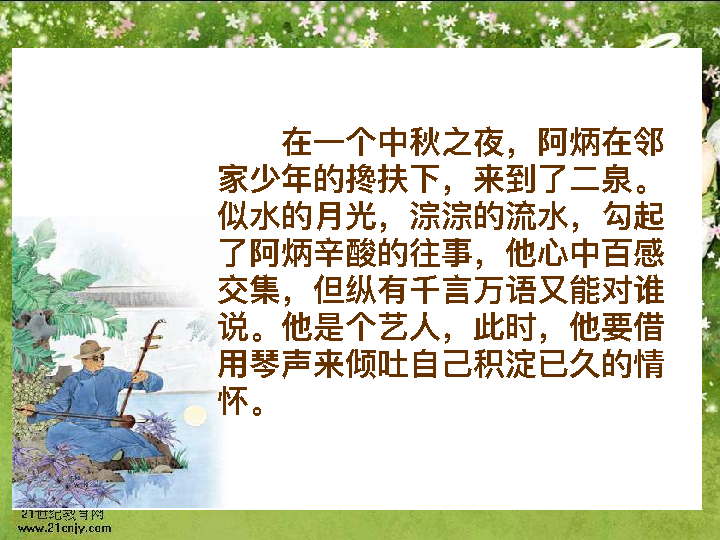 在一个中秋之夜，阿炳在邻
家少年的搀扶下，来到了二泉。
似水的月光，淙淙的流水，勾起
了阿炳辛酸的往事，他心中百感
交集，但纵有千言万语又能对谁
说。他是个艺人，此时，他要借
用琴声来倾吐自己积淀已久的情
怀。
21世纪教育网
www.21cnjy.com